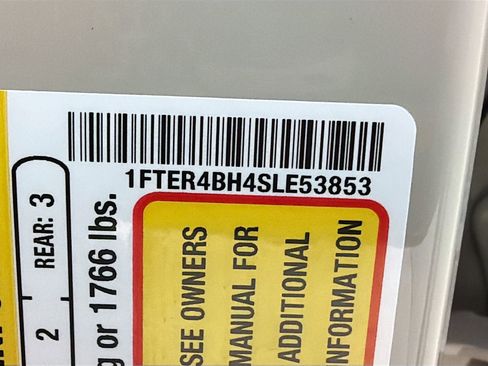 1FTER4BH4SLE53853
REAR: 3
2
g or 1766 lbs.
SEE OWNERS
MANUAL FOR
ADDITIONAL
INFORMATION